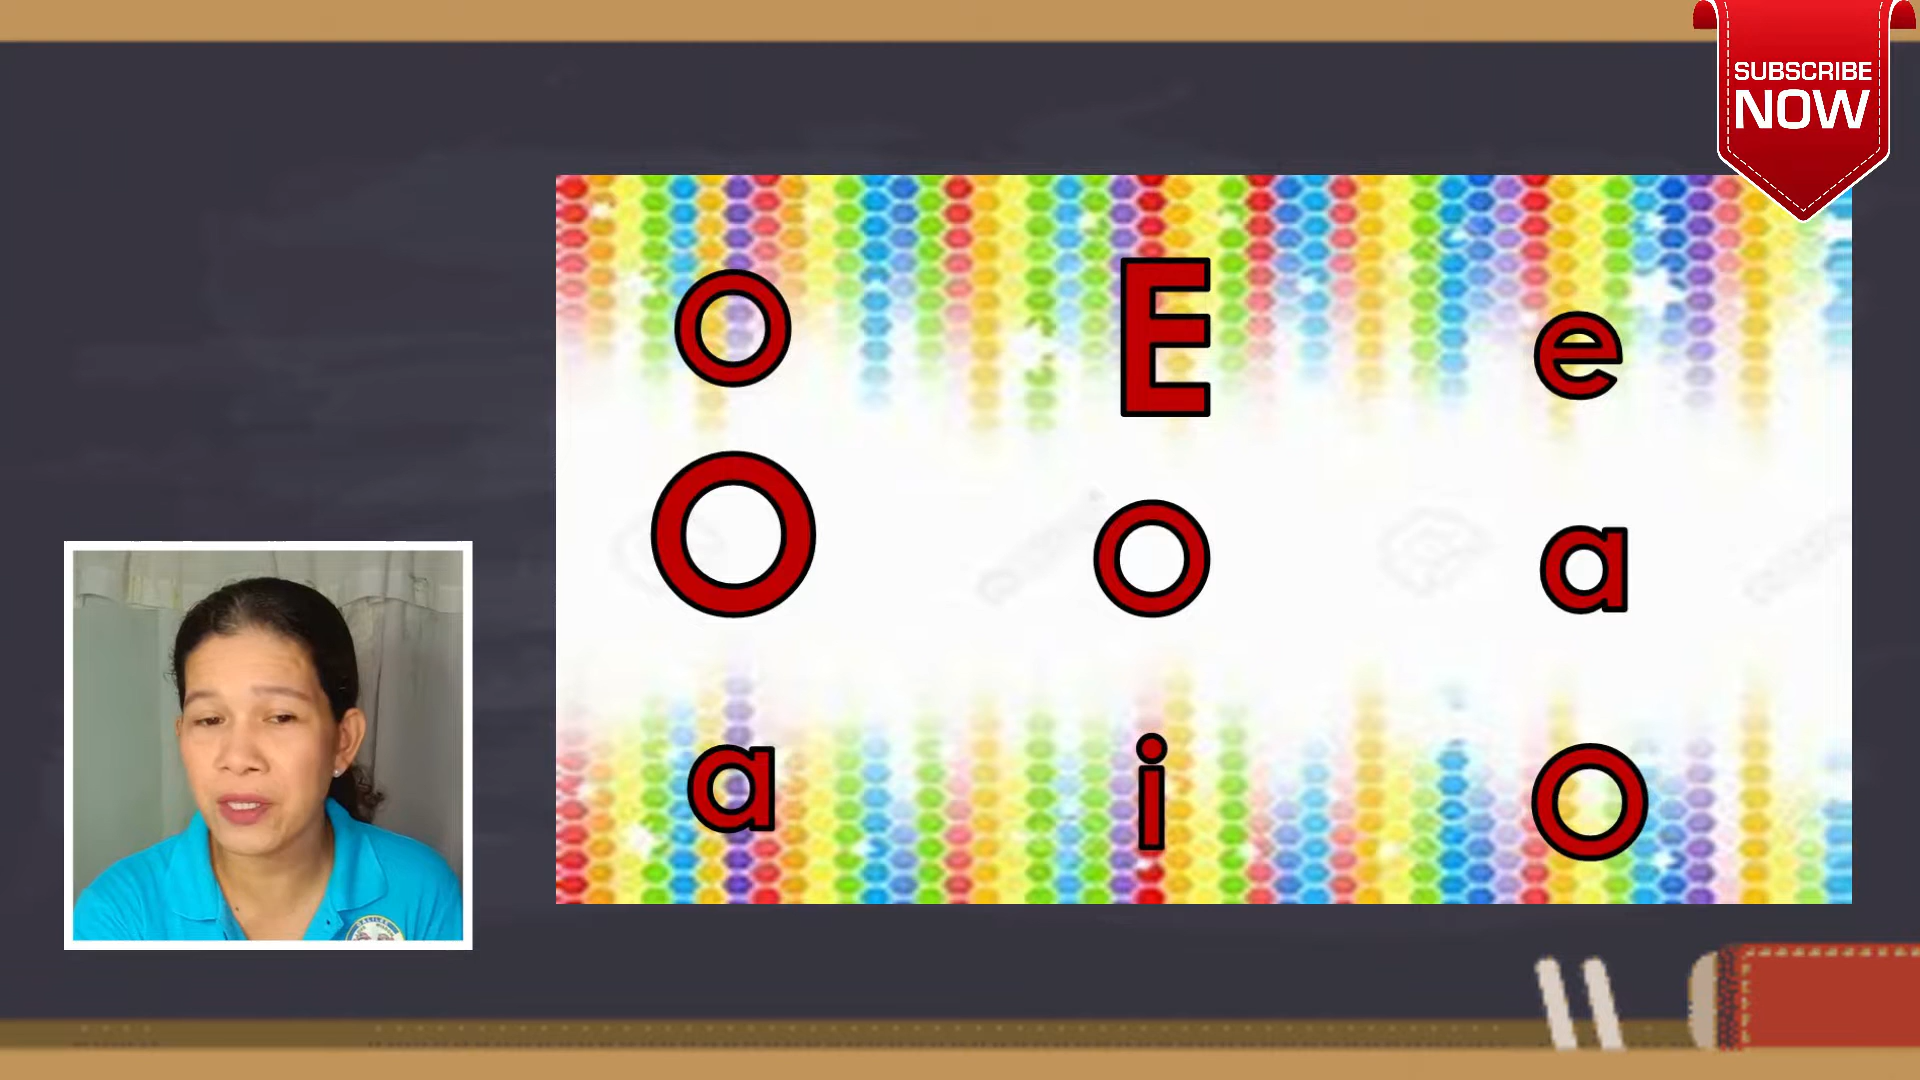 SUBSCRIBE
NOW
o E e
O o a
a i o